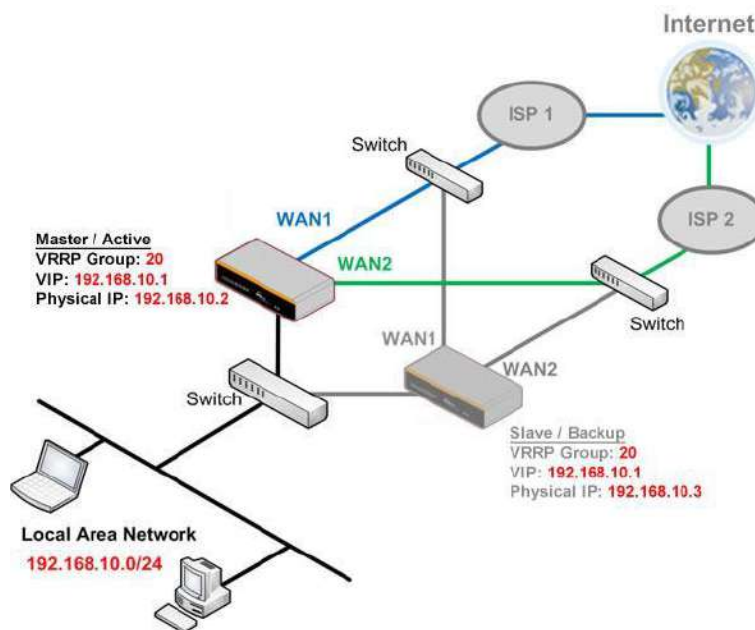 Internet
ISP 1
Switch
WAN1
ISP 2
Master / Active
VRRP Group: 20
VIP: 192.168.10.1
Physical IP: 192.168.10.2
WAN2
Switch
WAN1
WAN2
Switch
Slave / Backup
VRRP Group: 20
VIP: 192.168.10.1
Physical IP: 192.168.10.3
Local Area Network
192.168.10.0/24